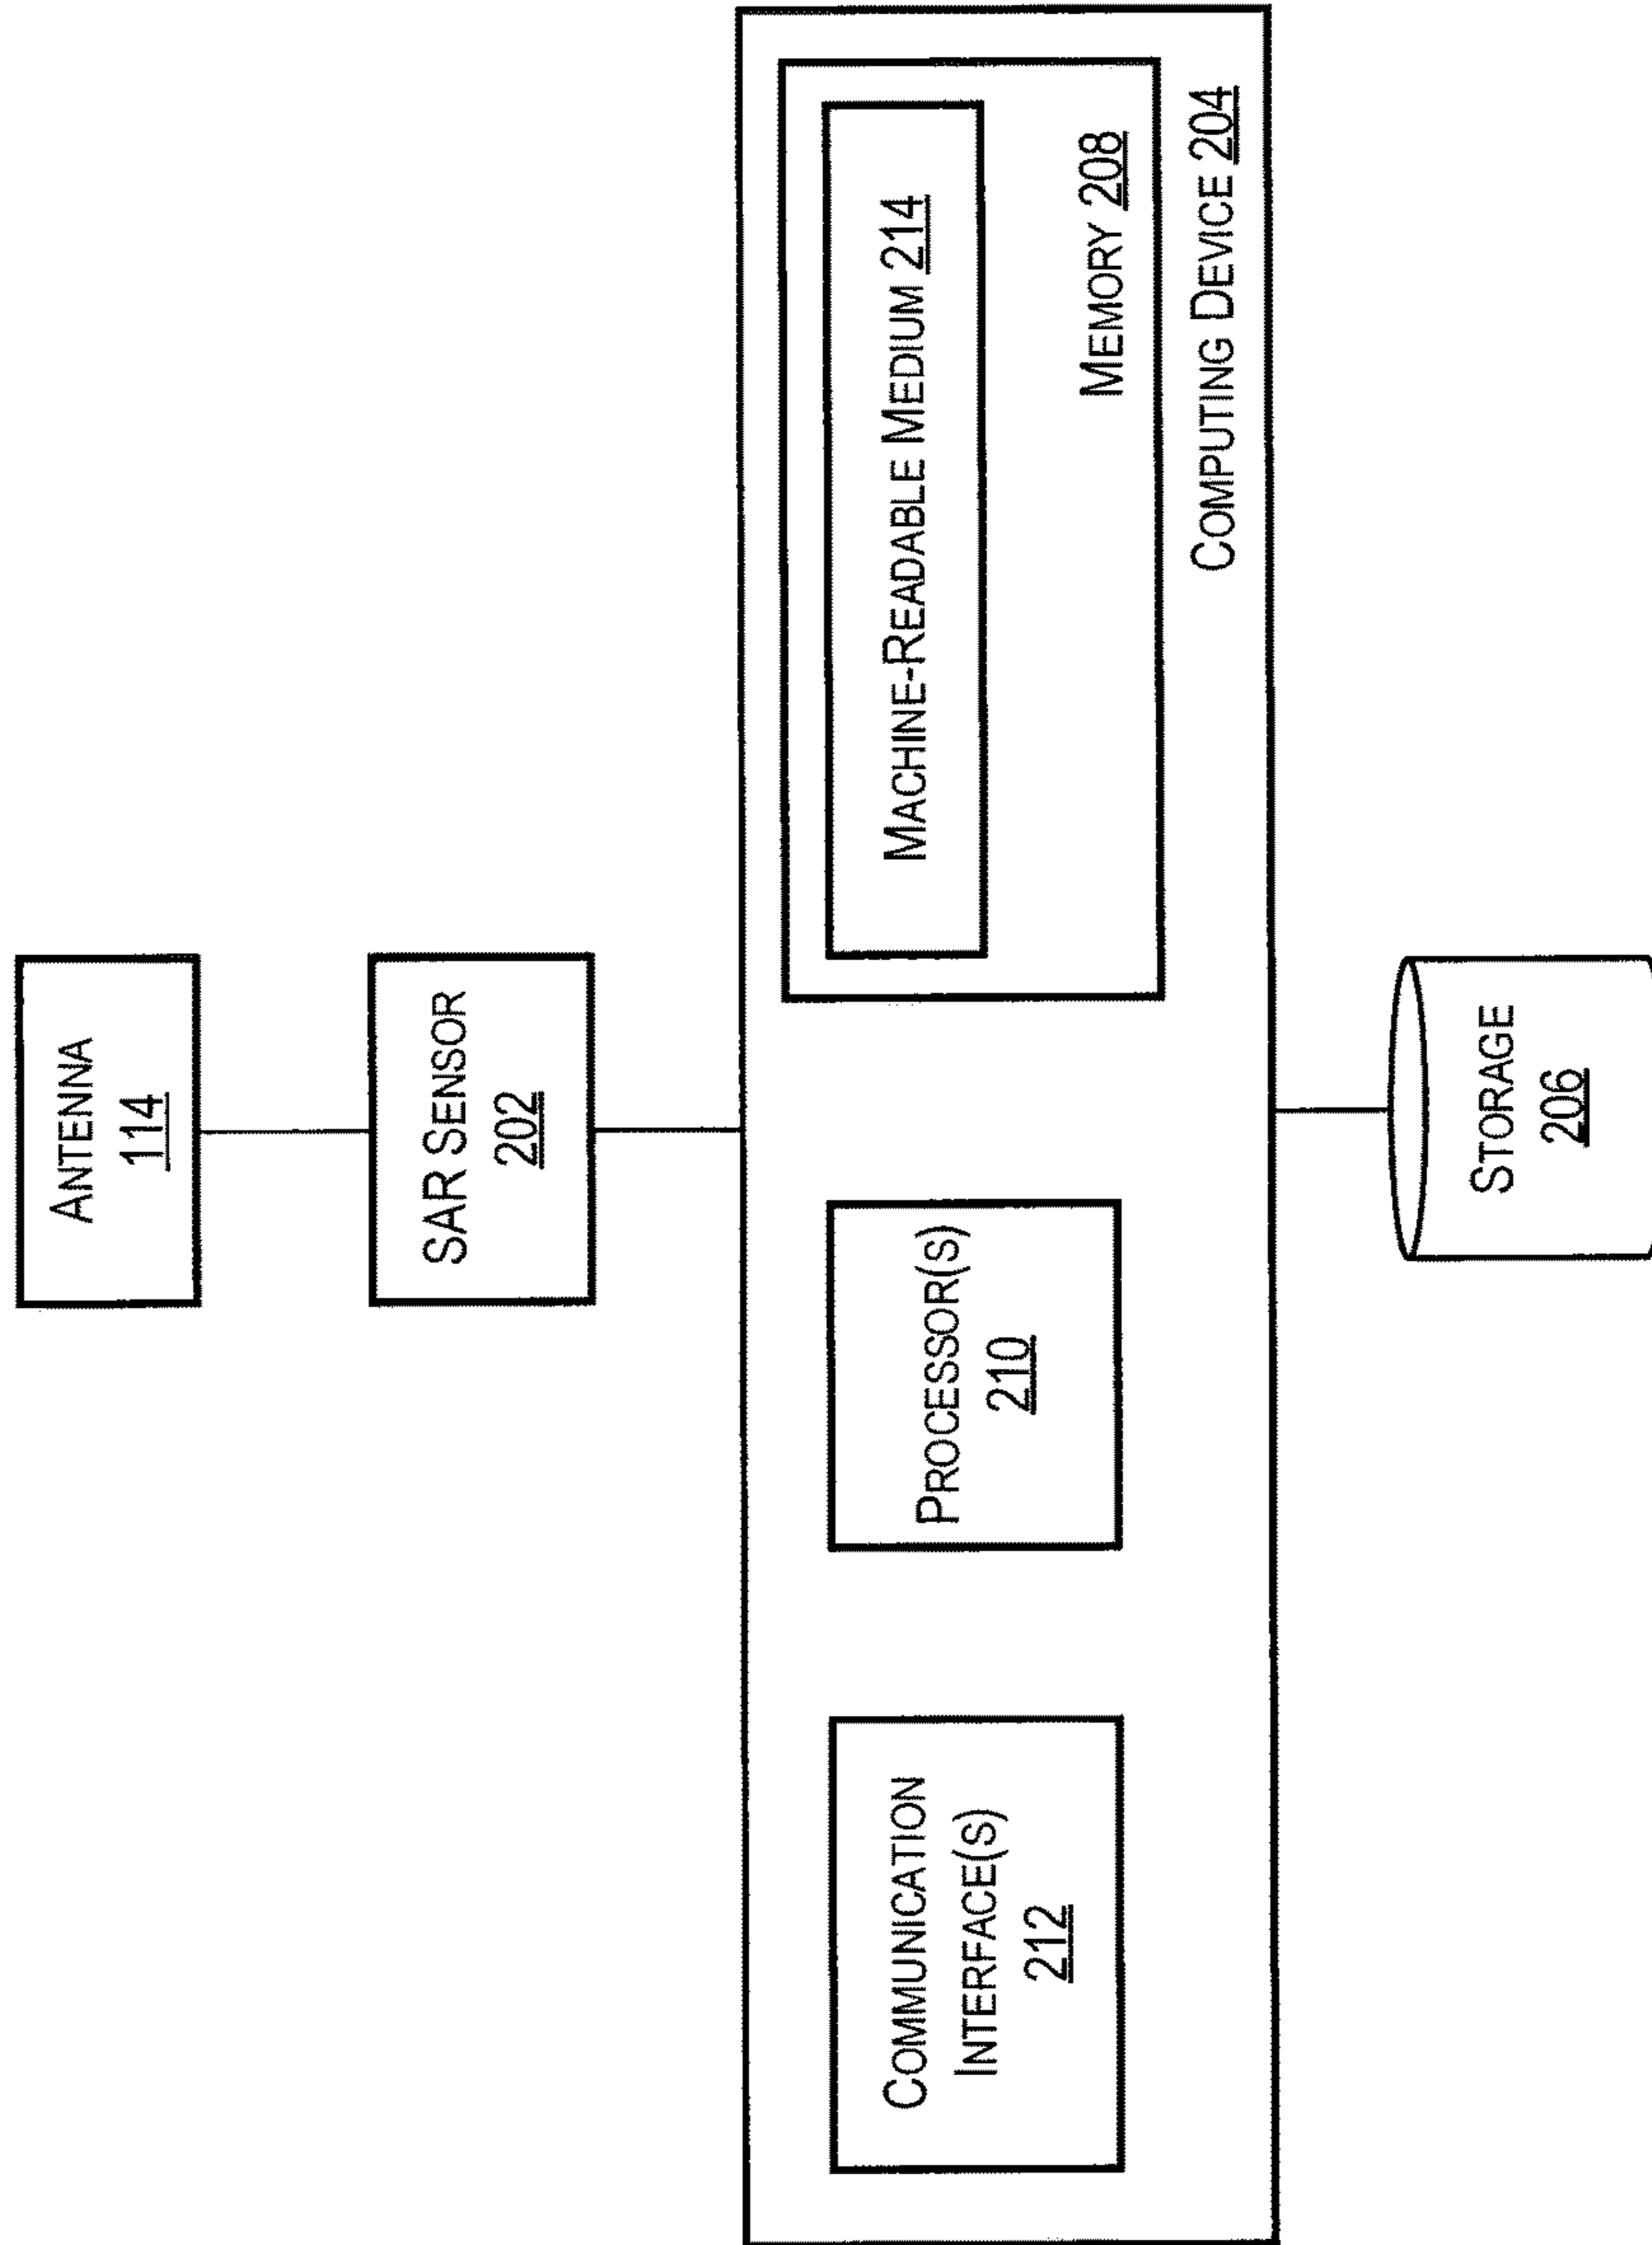 ANTENNA
114
SAR SENSOR
202
COMMUNICATION
INTERFACE(S)
212
PROCESSOR(S)
210
MACHINE-READABLE MEDIUM 214
MEMORY 208
COMPUTING DEVICE 204
STORAGE
206